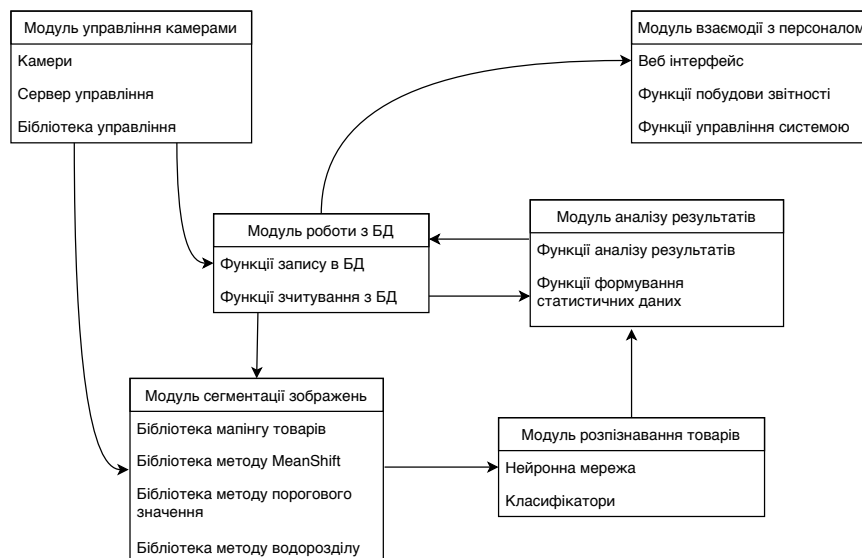 Модуль управління камерами
Камери
Сервер управління
Бібліотека управління
Модуль взаємодії з персоналом
Веб інтерфейс
Функції побудови звітності
Функції управління системою
Модуль роботи з БД
Функції запису в БД
Функції зчитування з БД
Модуль аналізу результатів
Функції аналізу результатів
Функції формування
статистичних даних
Модуль сегментації зображень
Бібліотека мапінгу товарів
Бібліотека методу MeanShift
Бібліотека методу порогового
значення
Бібліотека методу водорозділу
Модуль розпізнавання товарів
Нейронна мережа
Класифікатори